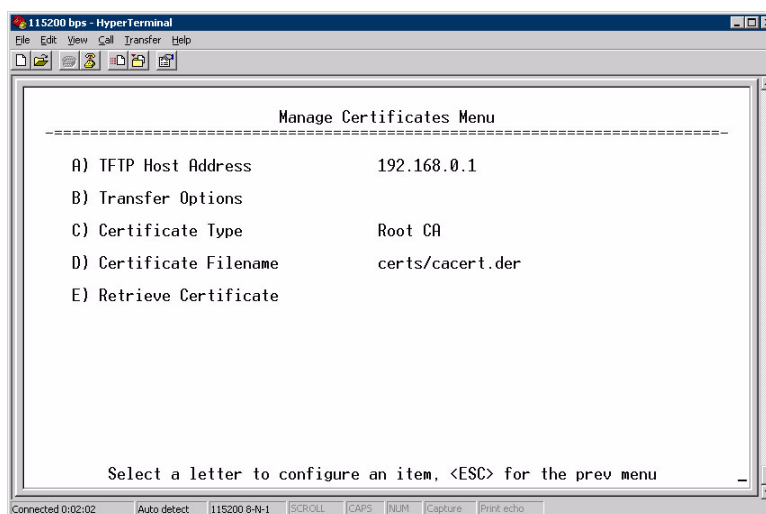 115200 bps - HyperTerminal
File Edit View Call Transfer Help
Manage Certificates Menu
-==========================================================================-
A) TFTP Host Address 192.168.0.1
B) Transfer Options
C) Certificate Type Root CA
D) Certificate Filename certs/cacert.der
E) Retrieve Certificate
Select a letter to configure an item, <ESC> for the prev menu
Connected 0:02:02 Auto detect 115200 8-N-1 SCROLL CAPS NUM Capture Print echo